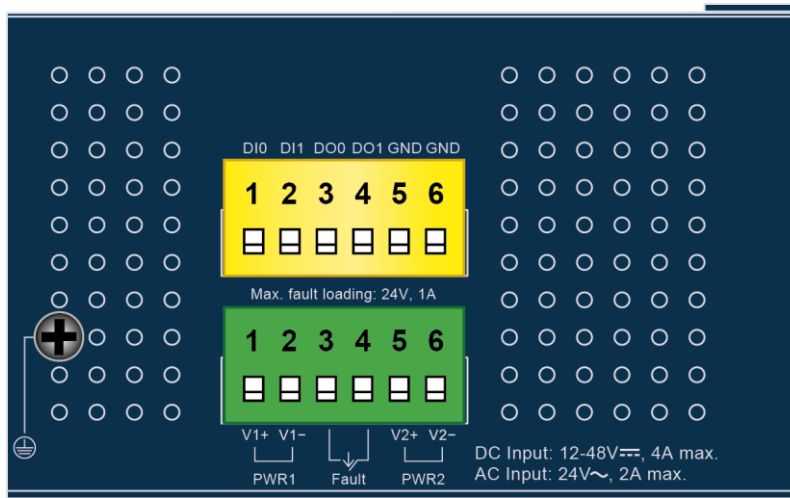 DI0 DI1 DO0 DO1 GND GND
1 2 3 4 5 6
Max. fault loading: 24V, 1A
1 2 3 4 5 6
V1+ V1− V2+ V2−
PWR1 Fault PWR2
DC Input: 12-48V⎓, 4A max.
AC Input: 24V~, 2A max.